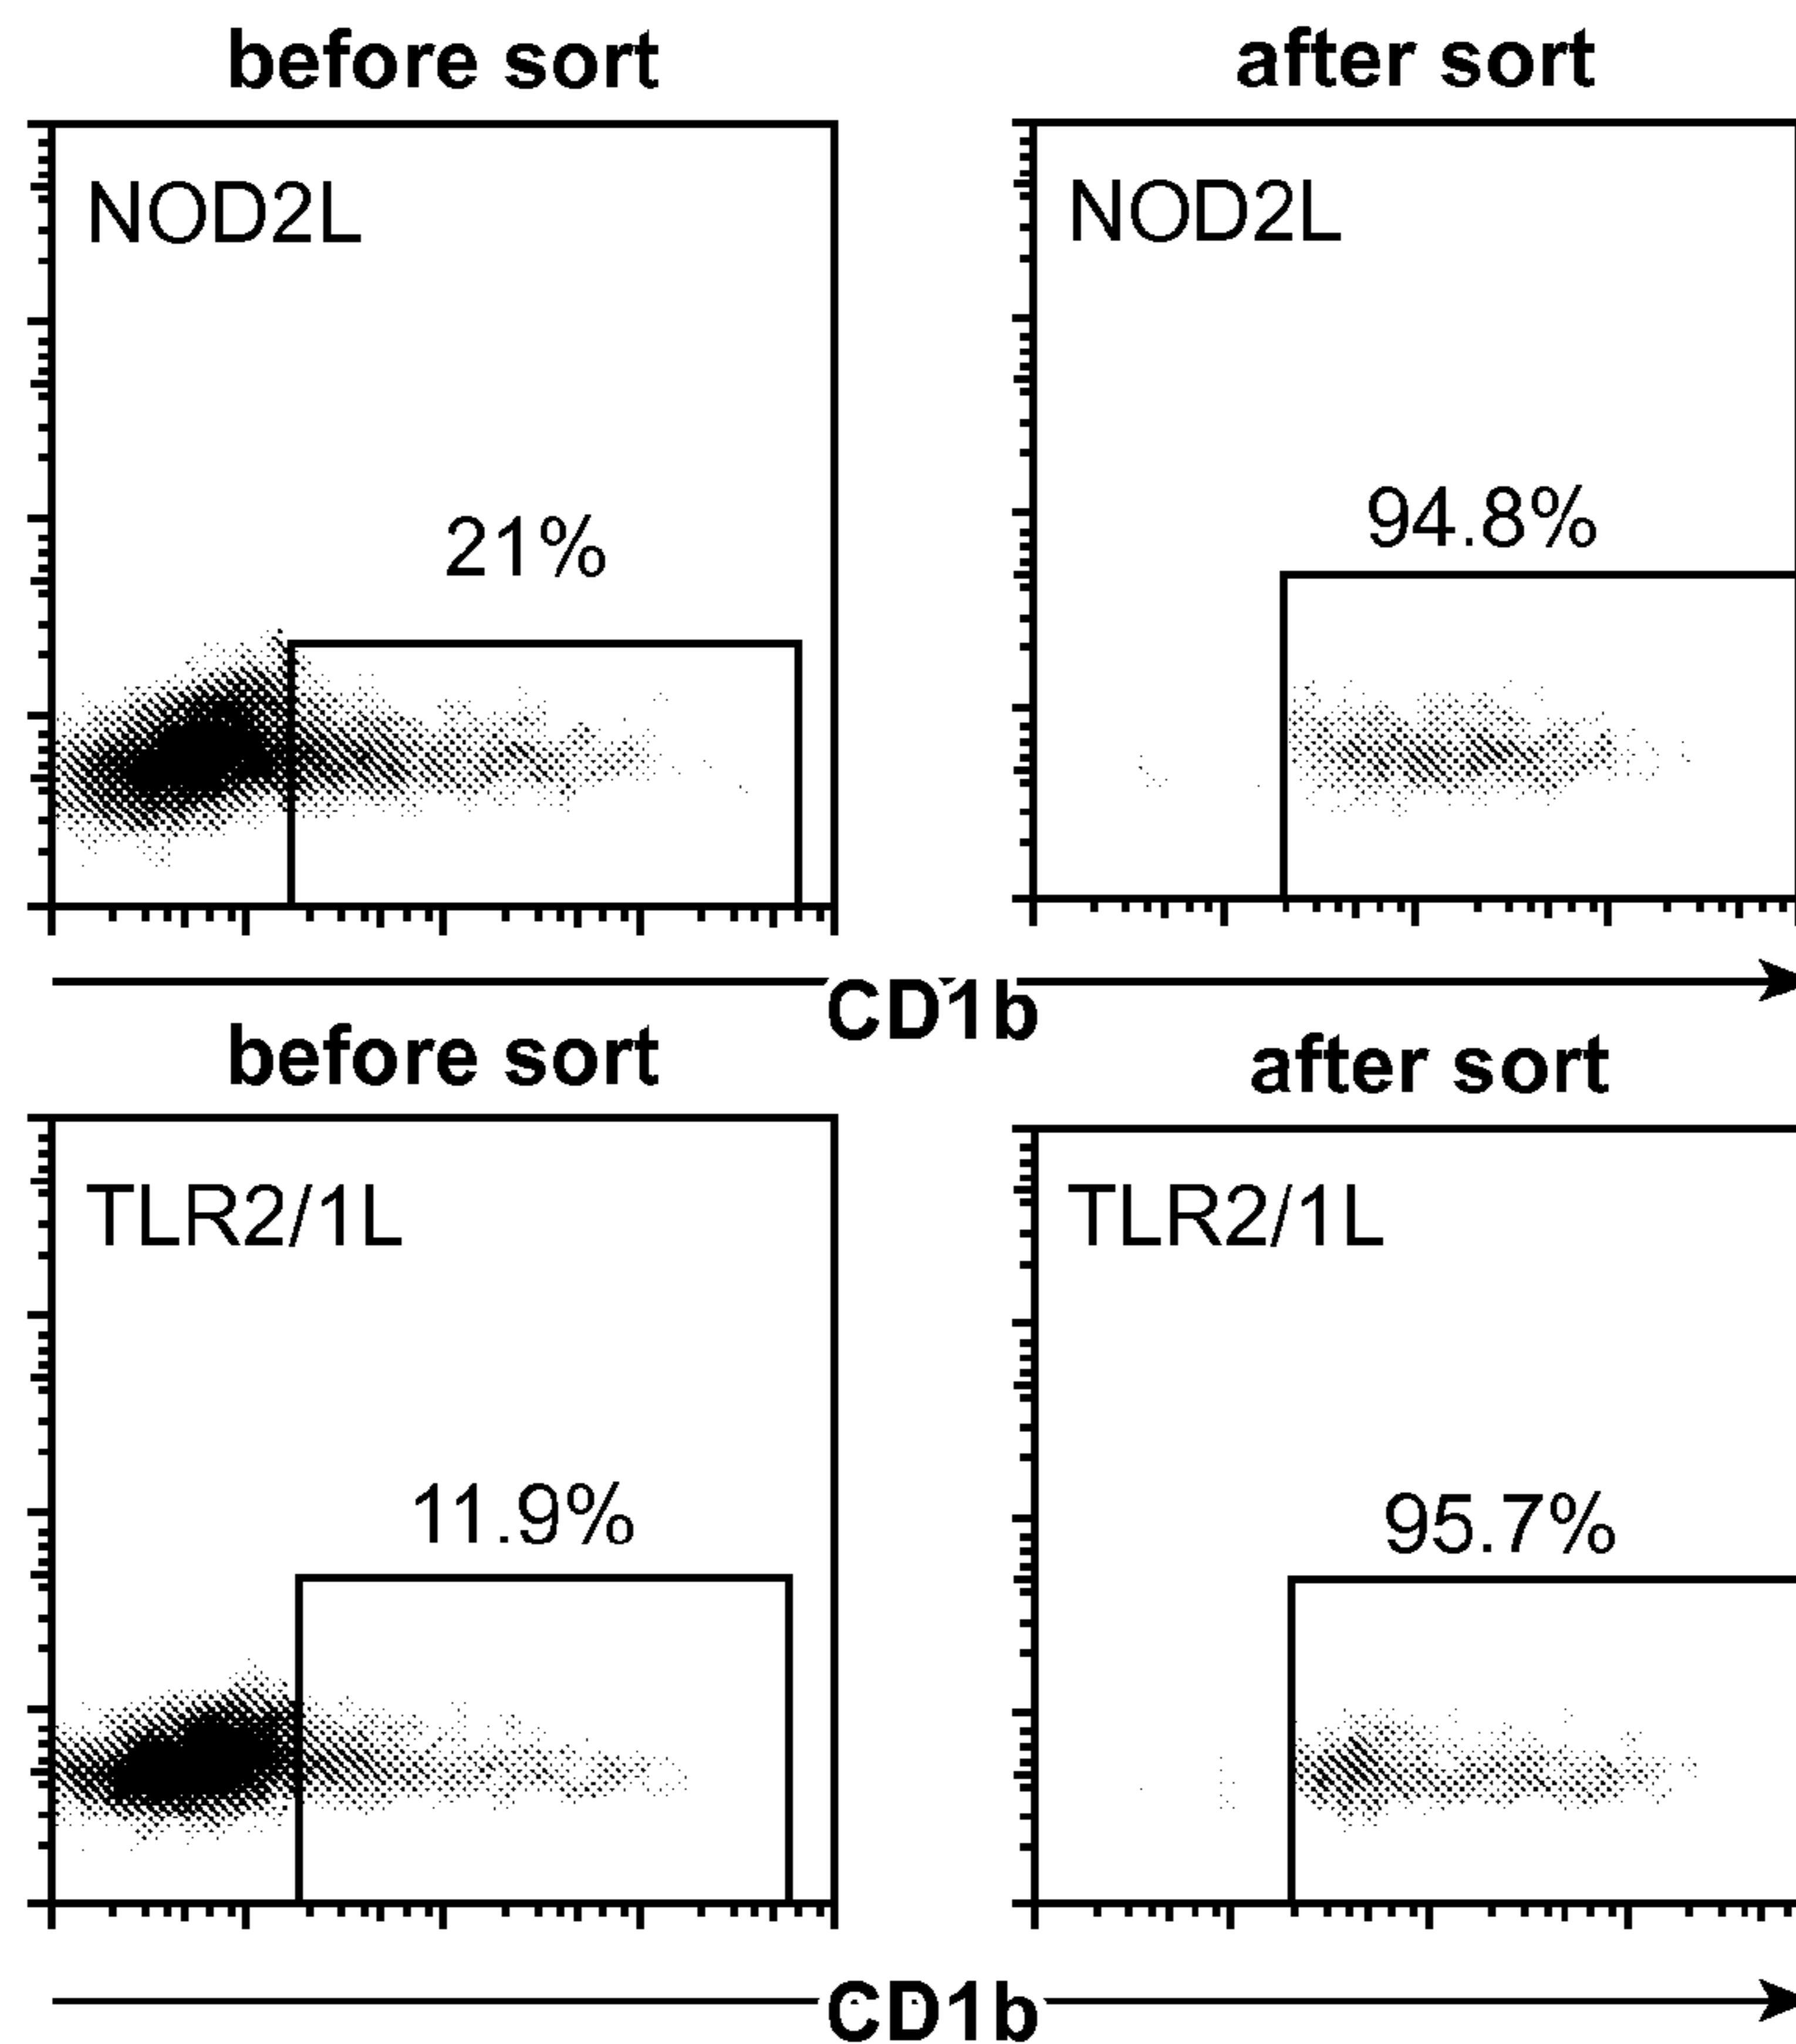 before sort
after sort
NOD2L
NOD2L
21%
94.8%
CD1b
before sort
after sort
TLR2/1L
TLR2/1L
11.9%
95.7%
CD1b